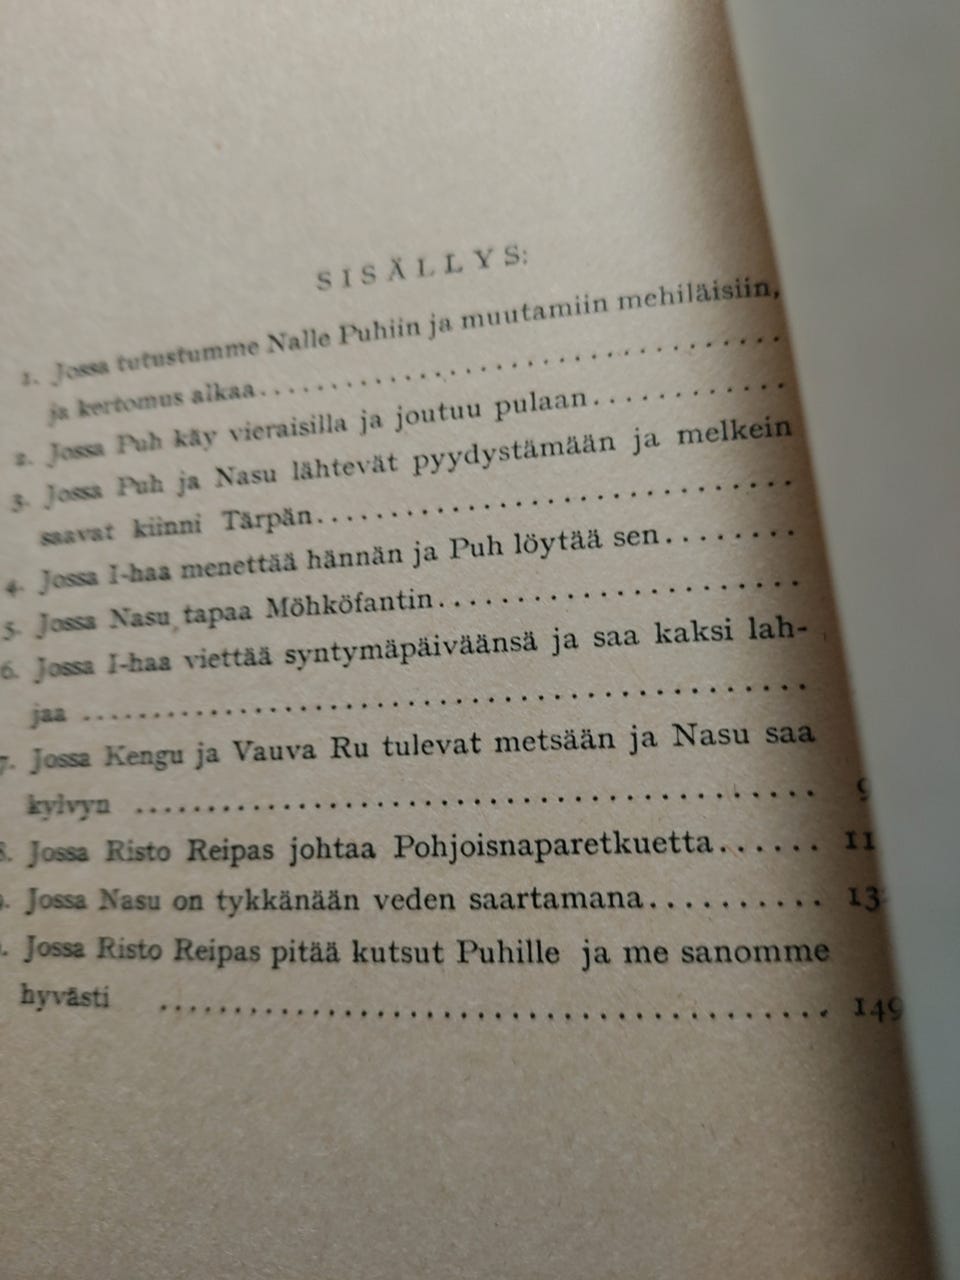 SISÄLLYS:
1. Jossa tutustumme Nalle Puhiin ja muutamiin mehiläisiin,
ja kertomus alkaa........................................
2. Jossa Puh käy vieraisilla ja joutuu pulaan............
3. Jossa Puh ja Nasu lähtevät pyydystämään ja melkein
saavat kiinni Tärpän..............................
4. Jossa I-haa menettää hännän ja Puh löytää sen........
5. Jossa Nasu tapaa Möhköfantin.....................
6. Jossa I-haa viettää syntymäpäiväänsä ja saa kaksi lah-
jaa ........................................
7. Jossa Kengu ja Vauva Ru tulevat metsään ja Nasu saa
kylvyn ......................................
8. Jossa Risto Reipas johtaa Pohjoisnaparetkuetta...... 11
Jossa Nasu on tykkänään veden saartamana.......... 13
Jossa Risto Reipas pitää kutsut Puhille ja me sanomme
hyvästi ..................................... 149